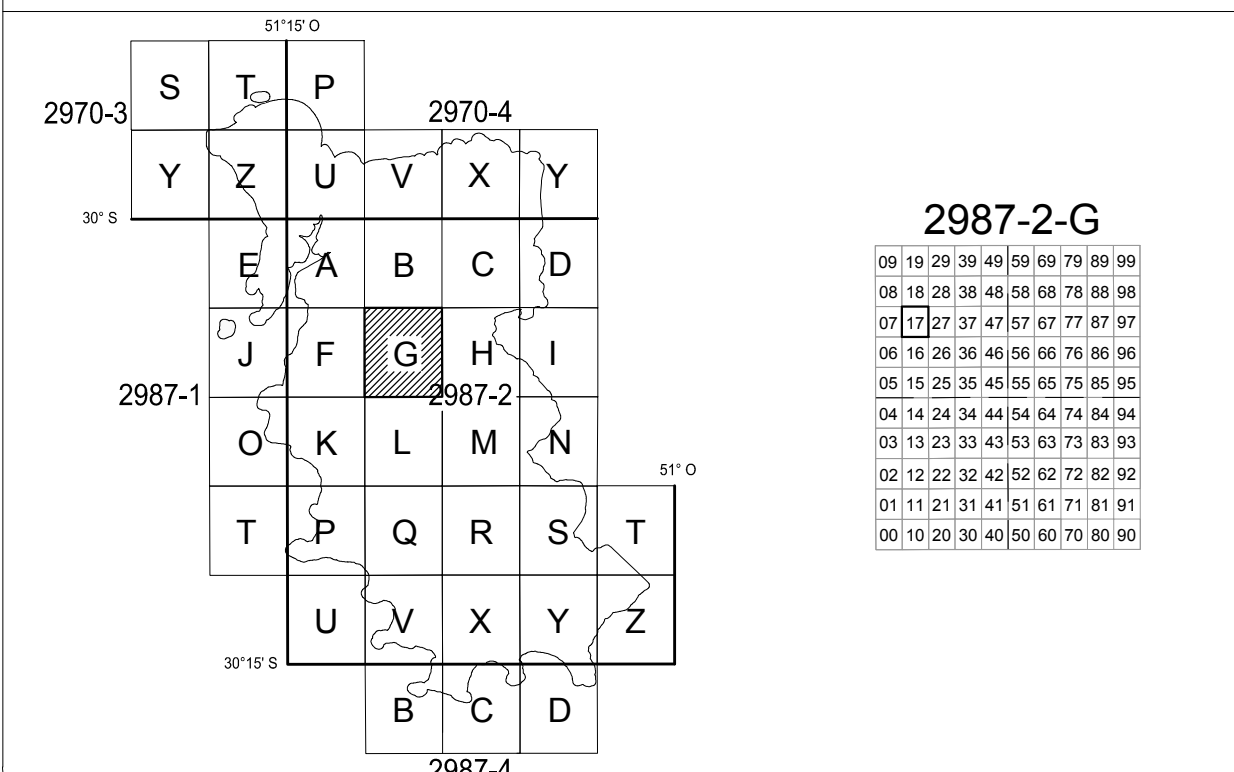 51°15' O
S T P
2970-3 2970-4
Y Z U V X Y
30° S
E A B C D
J F G H I
2987-1 2987-2
O K L M N
51° O
T P Q R S T
U V X Y Z
30°15' S
B C D
2987-4
2987-2-G
09 19 29 39 49 59 69 79 89 99
08 18 28 38 48 58 68 78 88 98
07 17 27 37 47 57 67 77 87 97
06 16 26 36 46 56 66 76 86 96
05 15 25 35 45 55 65 75 85 95
04 14 24 34 44 54 64 74 84 94
03 13 23 33 43 53 63 73 83 93
02 12 22 32 42 52 62 72 82 92
01 11 21 31 41 51 61 71 81 91
00 10 20 30 40 50 60 70 80 90